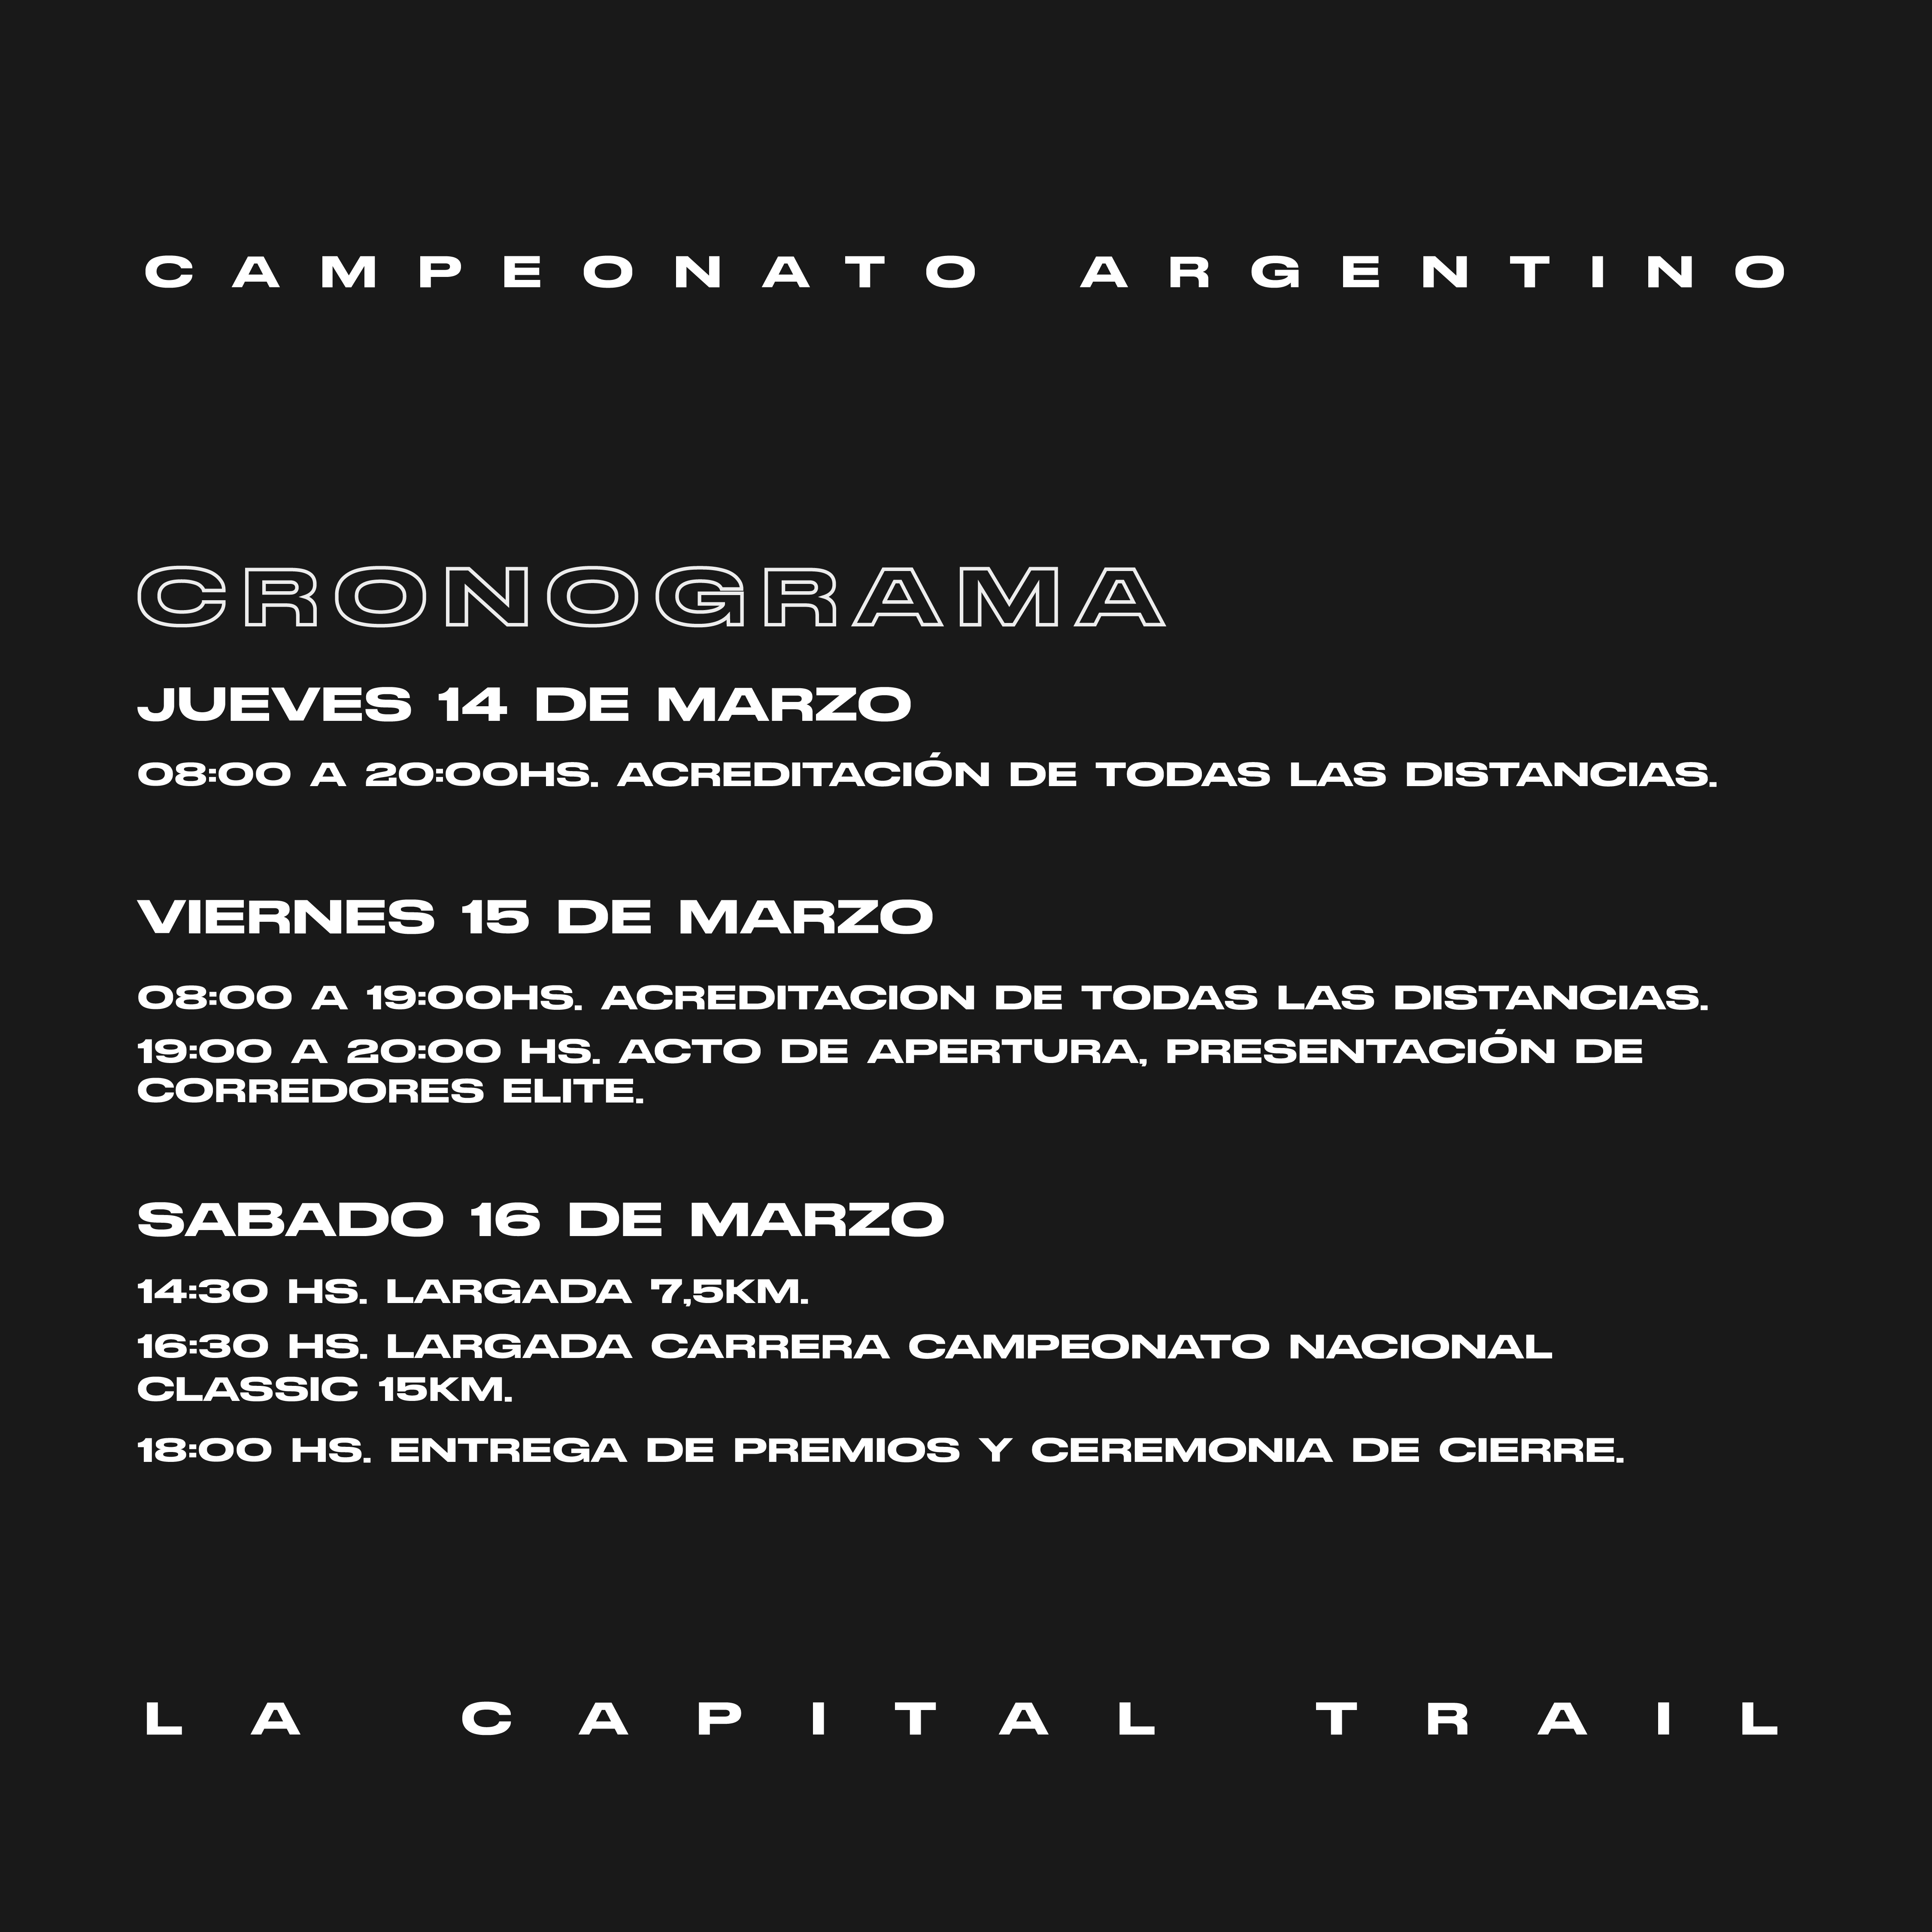 CAMPEONATO ARGENTINO
CRONOGRAMA
JUEVES 14 DE MARZO
08:00 A 20:00HS. ACREDITACIÓN DE TODAS LAS DISTANCIAS.
VIERNES 15 DE MARZO
08:00 A 19:00HS. ACREDITACION DE TODAS LAS DISTANCIAS.
19:00 A 20:00 HS. ACTO DE APERTURA, PRESENTACIÓN DE
CORREDORES ELITE.
SABADO 16 DE MARZO
14:30 HS. LARGADA 7,5KM.
16:30 HS. LARGADA CARRERA CAMPEONATO NACIONAL
CLASSIC 15KM.
18:00 HS. ENTREGA DE PREMIOS Y CEREMONIA DE CIERRE.
LA CAPITAL TRAIL